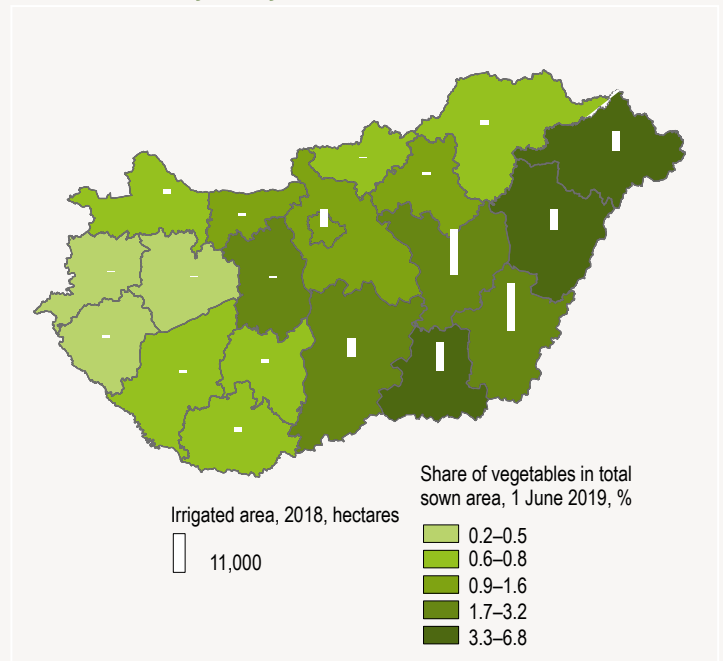 Share of vegetables in total
sown area, 1 June 2019, %
Irrigated area, 2018, hectares
11,000
0.2–0.5
0.6–0.8
0.9–1.6
1.7–3.2
3.3–6.8